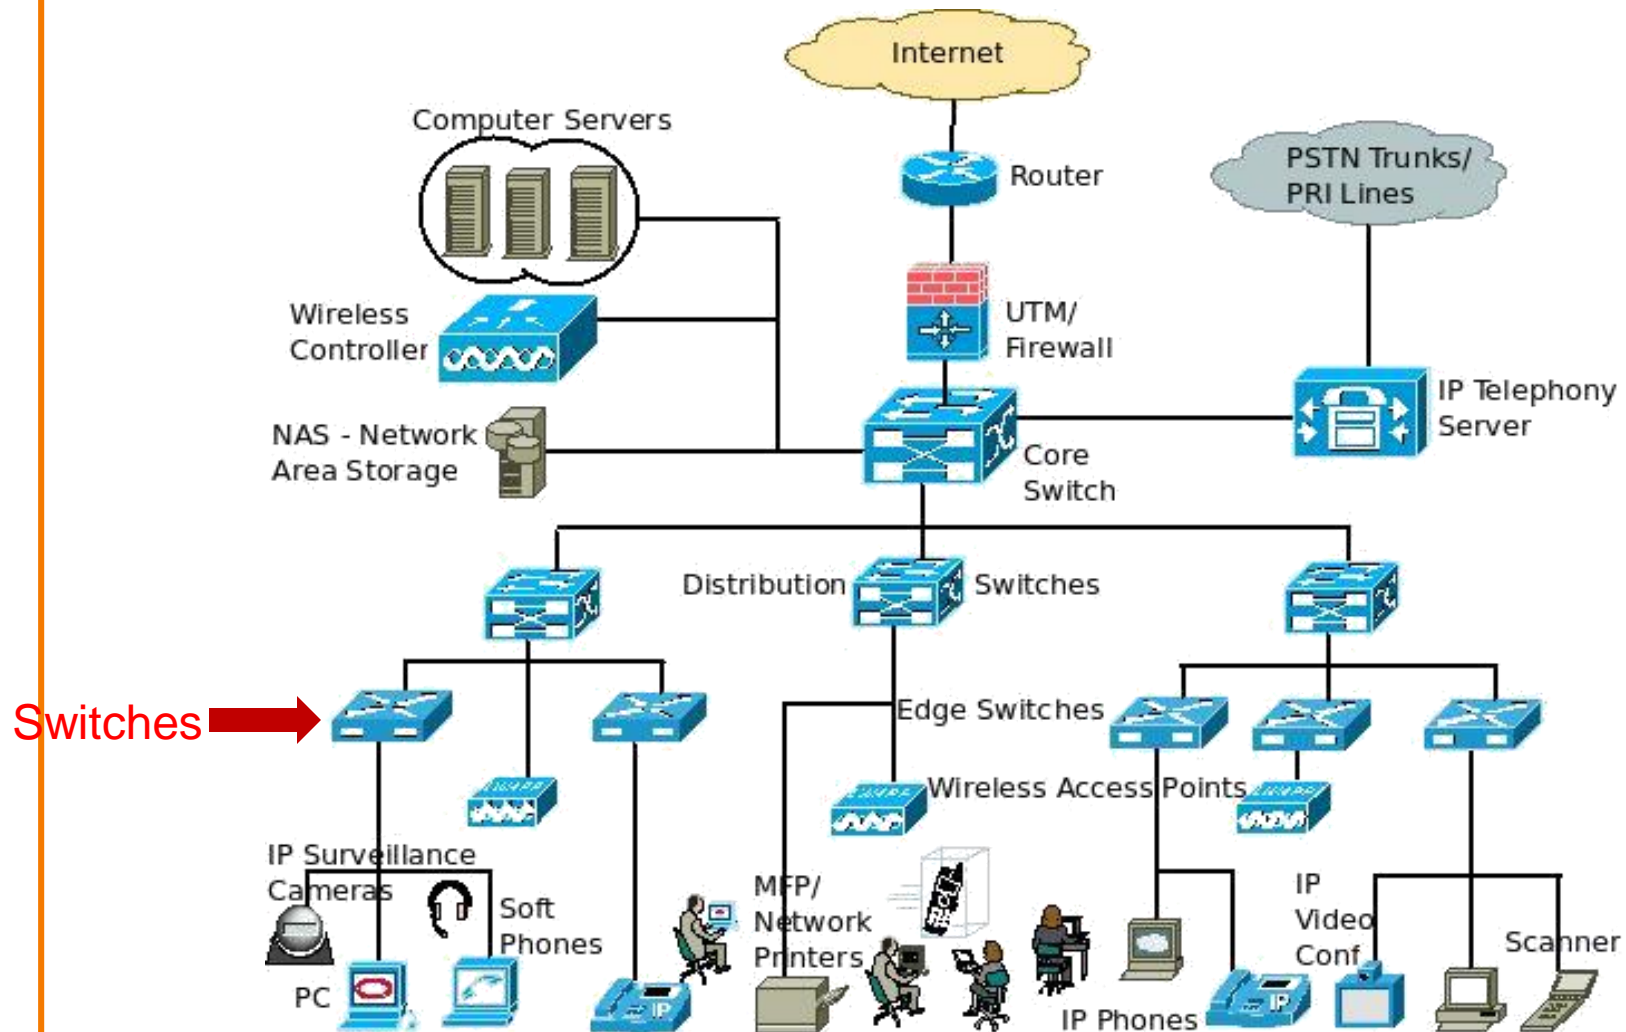 Internet
Computer Servers
Router
PSTN Trunks/
PRI Lines
Wireless
Controller
UTM/
Firewall
IP Telephony
Server
NAS - Network
Area Storage
Core
Switch
Distribution
Switches
Switches
Edge Switches
Wireless Access Points
IP Surveillance
Cameras
Soft
Phones
PC
IP
MFP/
Network
Printers
IP
Video
Conf
Scanner
IP Phones
IP